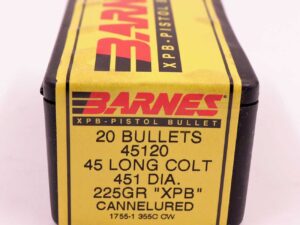 BARNES
XPB-PISTOL BULLET
BARNES
XPB-PISTOL BULLET
20 BULLETS
45120
45 LONG COLT
451 DIA.
225GR "XPB"
CANNELURED
1755-1 355C CW